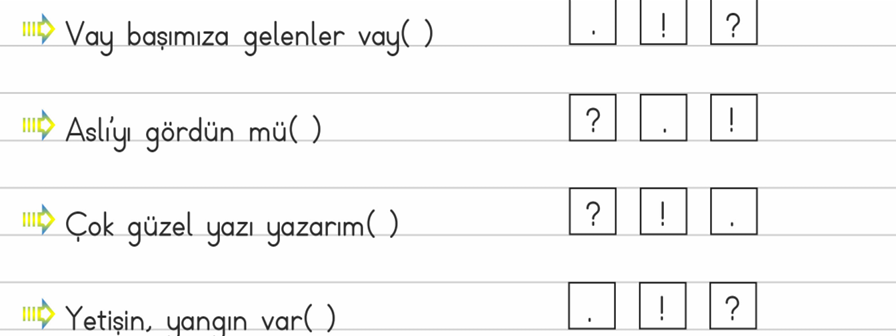 Vay başımıza gelenler vay( ) . ! ?
Aslı'yı gördün mü( ) ? . !
Çok güzel yazı yazarım( ) ? ! .
Yetişin, yangın var( ) . ! ?